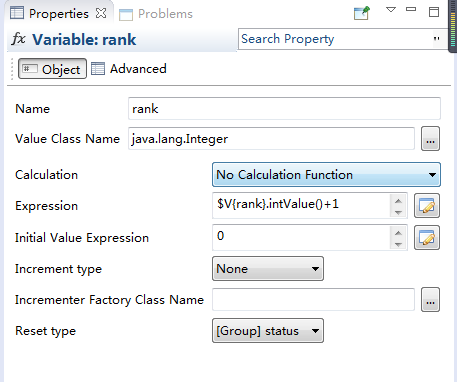 Properties Problems
fx Variable: rank
Search Property "
Object Advanced
Name rank
Value Class Name java.lang.Integer ...
Calculation No Calculation Function
Expression $V{rank}.intValue()+1
Initial Value Expression 0
Increment type None
Incrementer Factory Class Name ...
Reset type [Group] status